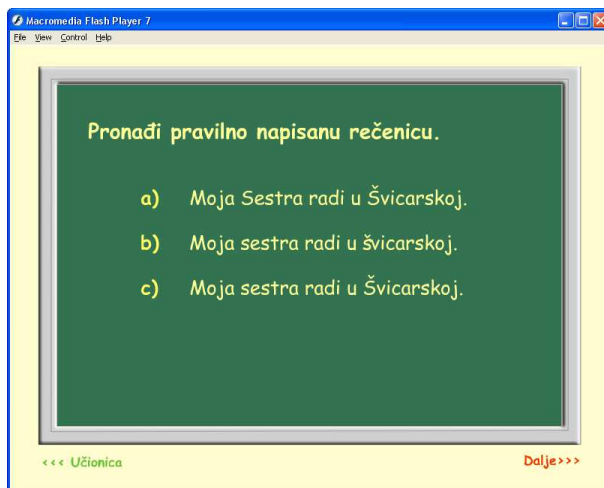 Macromedia Flash Player 7
File View Control Help
Pronađi pravilno napisanu rečenicu.
a) Moja Sestra radi u Švicarskoj.
b) Moja sestra radi u švicarskoj.
c) Moja sestra radi u Švicarskoj.
<<< Učionica Dalje>>>